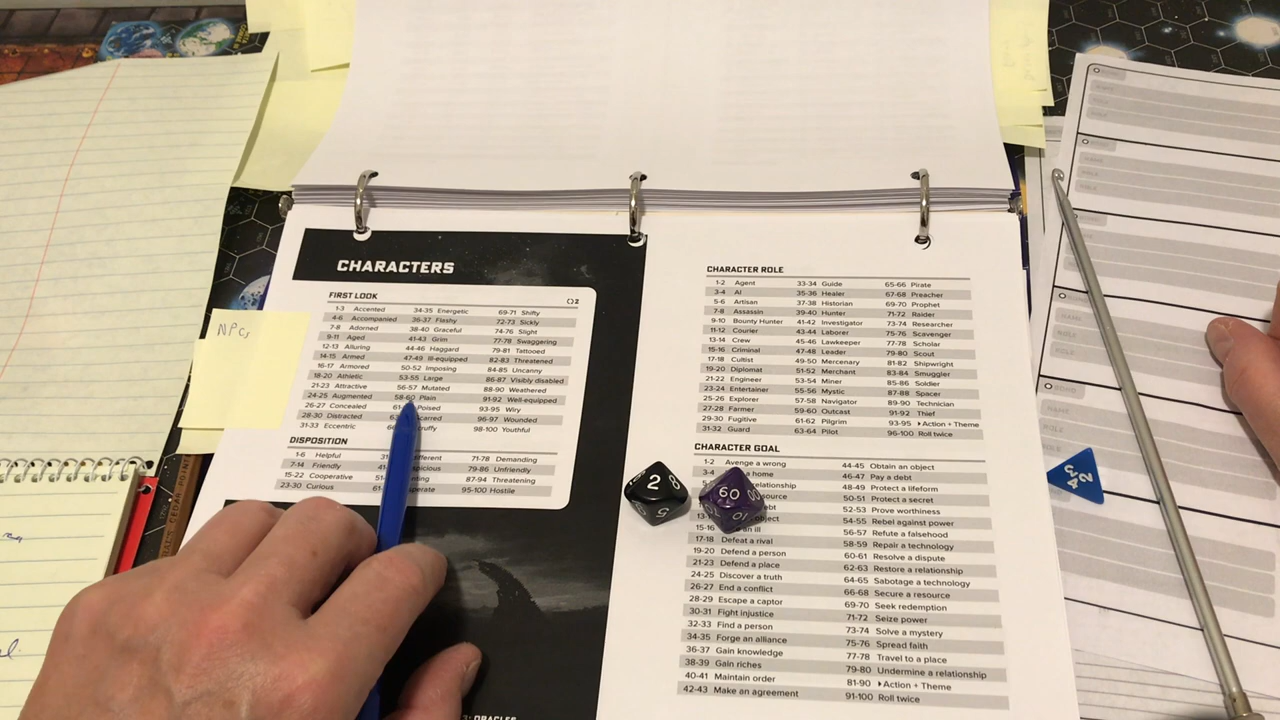 NPCs
CHARACTERS
FIRST LOOK
2
1-3 Accented 34-35 Energetic 69-71 Shifty
4-6 Accompanied 36-37 Flashy 72-73 Sickly
7-8 Adorned 38-40 Graceful 74-76 Slight
9-11 Aged 41-43 Grim 77-78 Swaggering
12-13 Alluring 44-46 Haggard 79-81 Tattooed
14-15 Armed 47-49 Ill-equipped 82-83 Threatened
16-17 Armored 50-52 Imposing 84-85 Uncanny
18-20 Athletic 53-55 Large 86-87 Visibly disabled
21-23 Attractive 56-57 Mutated 88-90 Weathered
24-25 Augmented 58-60 Plain 91-92 Well-equipped
26-27 Concealed Poised 93-95 Wiry
28-30 Distracted 96-97 Wounded
31-33 Eccentric 98-100 Youthful
DISPOSITION
1-6 Helpful 71-78 Demanding
7-14 Friendly 79-86 Unfriendly
15-22 Cooperative 87-94 Threatening
23-30 Curious 95-100 Hostile
CHARACTER ROLE
1-2 Agent 33-34 Guide 65-66 Pirate
3-4 AI 35-36 Healer 67-68 Preacher
5-6 Artisan 37-38 Historian 69-70 Prophet
7-8 Assassin 39-40 Hunter 71-72 Raider
9-10 Bounty Hunter 41-42 Investigator 73-74 Researcher
11-12 Courier 43-44 Laborer 75-76 Scavenger
13-14 Crew 45-46 Lawkeeper 77-78 Scholar
15-16 Criminal 47-48 Leader 79-80 Scout
17-18 Cultist 49-50 Mercenary 81-82 Shipwright
19-20 Diplomat 51-52 Merchant 83-84 Smuggler
21-22 Engineer 53-54 Miner 85-86 Soldier
23-24 Entertainer 55-56 Mystic 87-88 Spacer
25-26 Explorer 57-58 Navigator 89-90 Technician
27-28 Farmer 59-60 Outcast 91-92 Thief
29-30 Fugitive 61-62 Pilgrim 93-95 ▸Action + Theme
31-32 Guard 63-64 Pilot 96-100 Roll twice
CHARACTER GOAL
1-2 Avenge a wrong 44-45 Obtain an object
3-4 a home 46-47 Pay a debt
relationship 48-49 Protect a lifeform
50-51 Protect a secret
52-53 Prove worthiness
54-55 Rebel against power
15-16 an ill 56-57 Refute a falsehood
17-18 Defeat a rival 58-59 Repair a technology
19-20 Defend a person 60-61 Resolve a dispute
21-23 Defend a place 62-63 Restore a relationship
24-25 Discover a truth 64-65 Sabotage a technology
26-27 End a conflict 66-68 Secure a resource
28-29 Escape a captor 69-70 Seek redemption
30-31 Fight injustice 71-72 Seize power
32-33 Find a person 73-74 Solve a mystery
34-35 Forge an alliance 75-76 Spread faith
36-37 Gain knowledge 77-78 Travel to a place
38-39 Gain riches 79-80 Undermine a relationship
40-41 Maintain order 81-90 ▸Action + Theme
42-43 Make an agreement 91-100 Roll twice
2
8
5
60
00
10
ORACLES